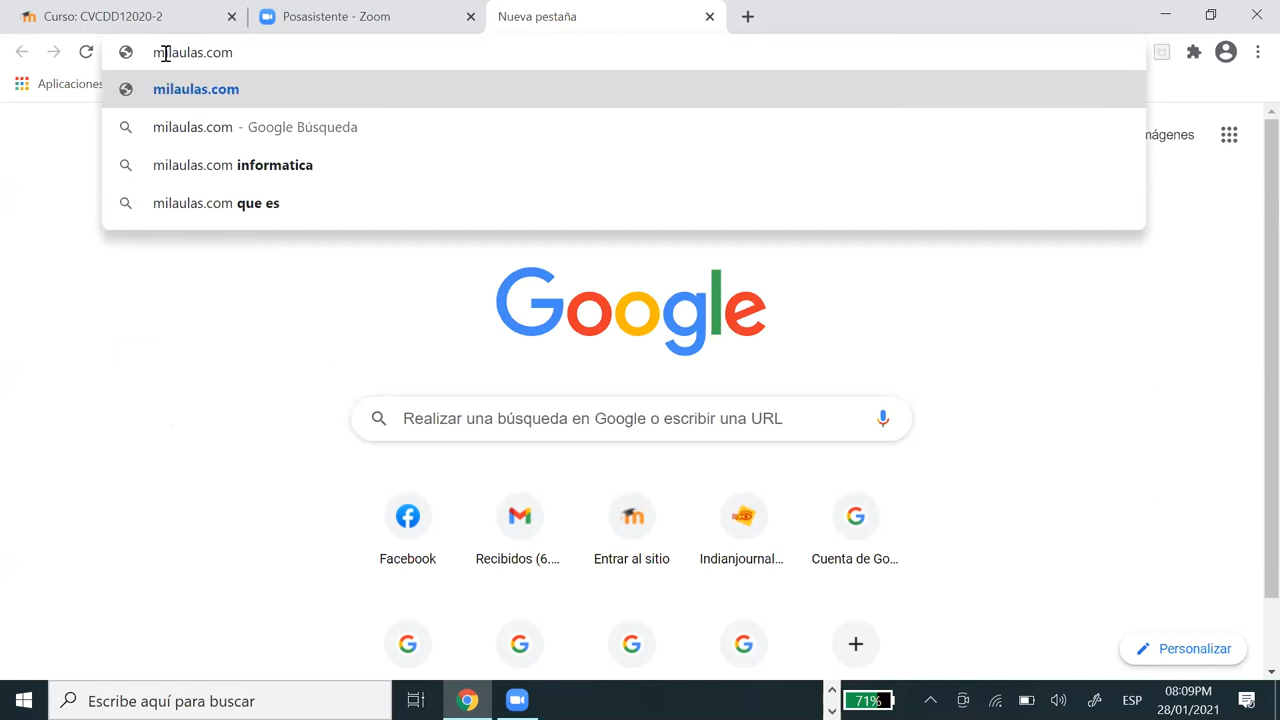 Curso: CVCDD12020-2
Posasistente - Zoom
Nueva pestaña
milaulas.com
Aplicaciones
milaulas.com
milaulas.com - Google Búsqueda
milaulas.com informatica
milaulas.com que es
mágenes
Google
Realizar una búsqueda en Google o escribir una URL
Facebook
Recibidos (6....
Entrar al sitio
Indianjournal...
Cuenta de Go...
Personalizar
Escribe aquí para buscar
71%
ESP
08:09PM
28/01/2021